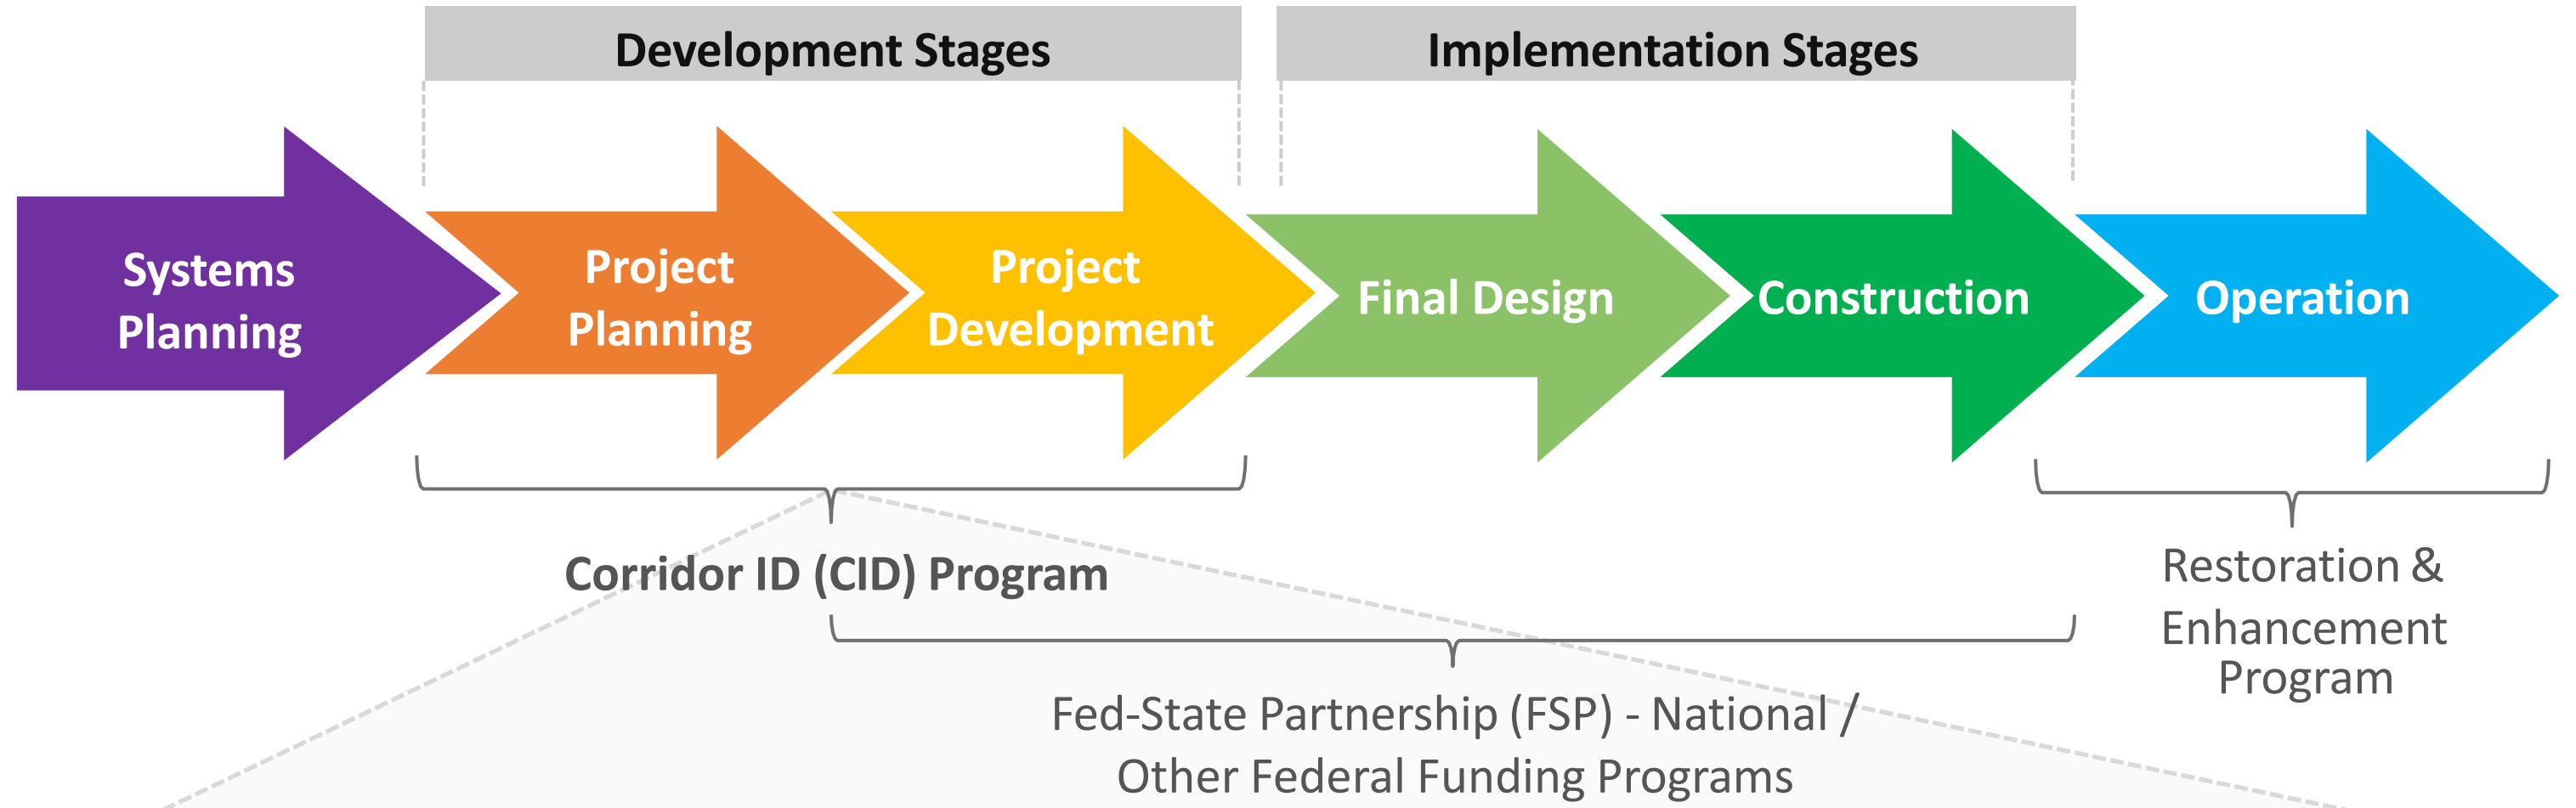 Development Stages
Implementation Stages
Systems
Planning
Project
Planning
Project
Development
Final Design
Construction
Operation
Corridor ID (CID) Program
Restoration &
Enhancement
Program
Fed-State Partnership (FSP) - National /
Other Federal Funding Programs